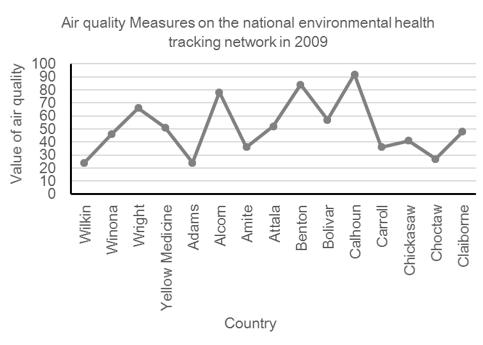 Air quality Measures on the national environmental health
tracking network in 2009
Value of air quality
100
90
80
70
60
50
40
30
20
10
0
Wilkin
Winona
Wright
Yellow Medicine
Adams
Alcorn
Amite
Attala
Benton
Bolivar
Calhoun
Carroll
Chickasaw
Choctaw
Claiborne
Country